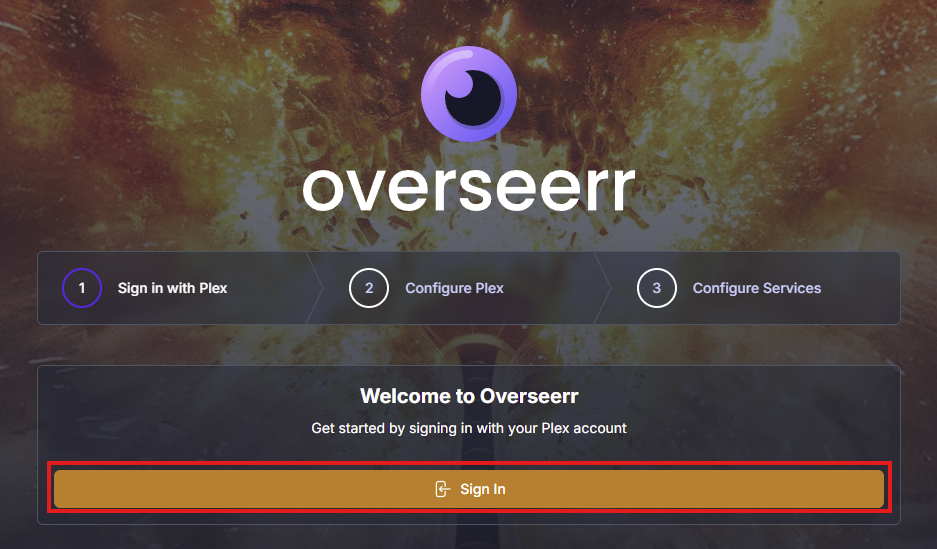 overseerr
1 Sign in with Plex
2 Configure Plex
3 Configure Services
Welcome to Overseerr
Get started by signing in with your Plex account
Sign In